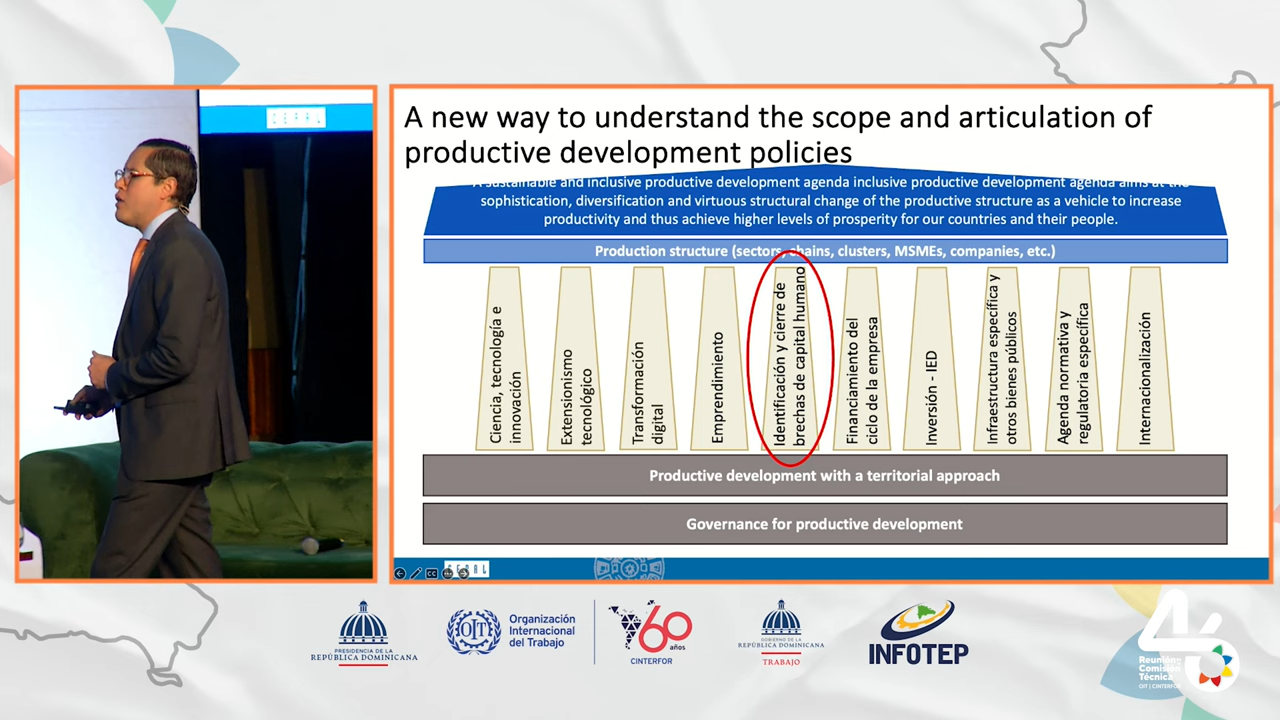 CEPAL
A new way to understand the scope and articulation of
productive development policies
A sustainable and inclusive productive development agenda inclusive productive development agenda aims at the
sophistication, diversification and virtuous structural change of the productive structure as a vehicle to increase
productivity and thus achieve higher levels of prosperity for our countries and their people.
Production structure (sectors, chains, clusters, MSMEs, companies, etc.)
Ciencia, tecnología e
innovación
Extensionismo
tecnológico
Transformación
digital
Emprendimiento
Identificación y cierre de
brechas de capital humano
Financiamiento del
ciclo de la empresa
Inversión - IED
Infraestructura específica y
otros bienes públicos
Agenda normativa y
regulatoria específica
Internacionalización
Productive development with a territorial approach
Governance for productive development
CC
CEPAL
PRESIDENCIA DE LA
REPÚBLICA DOMINICANA
OIT
Organización
Internacional
del Trabajo
60
años
CINTERFOR
GOBIERNO DE LA
REPÚBLICA DOMINICANA
TRABAJO
INFOTEP
46
Reunión
Comisión
Técnica
OIT | CINTERFOR